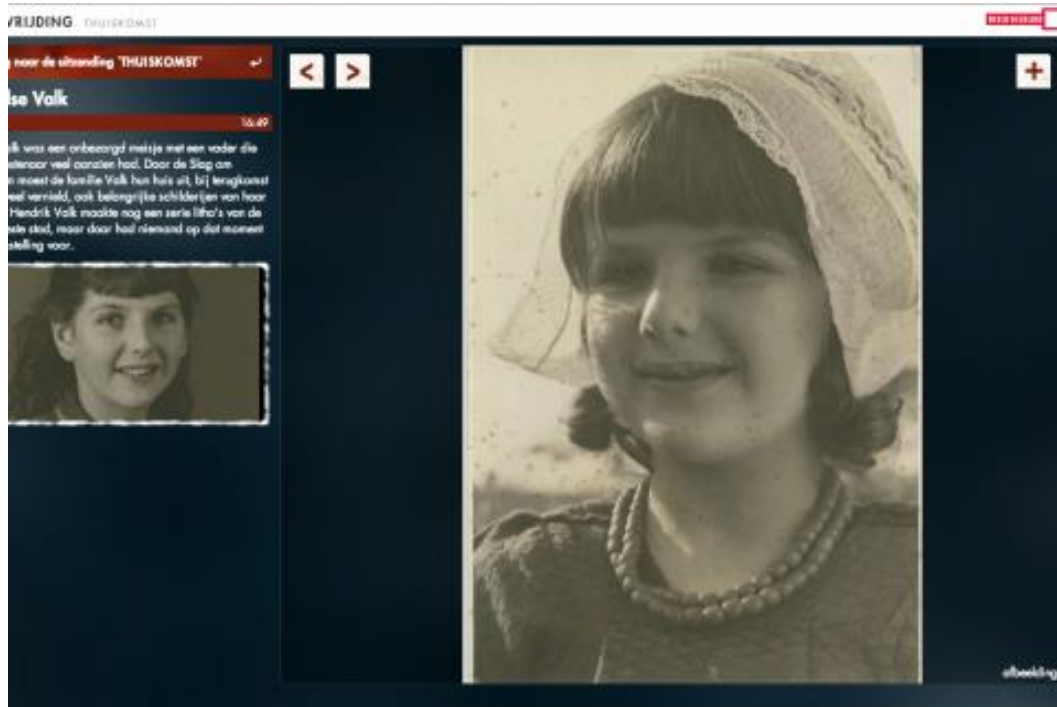 VRIJDING THUISKOMST
naar de uitzending 'THUISKOMST'
lse Valk
16:49
lk was een onbezorgd meisje met een vader die
stenaar veel aanzien had. Door de Slag om
n moest de familie Valk hun huis uit, bij terugkomst
veel vernield, ook belangrijke schilderijen van haar
Hendrik Valk maakte nog een serie litho's van de
ste stad, maar daar had niemand op dat moment
stelling voor.
< >
+
afbeelding